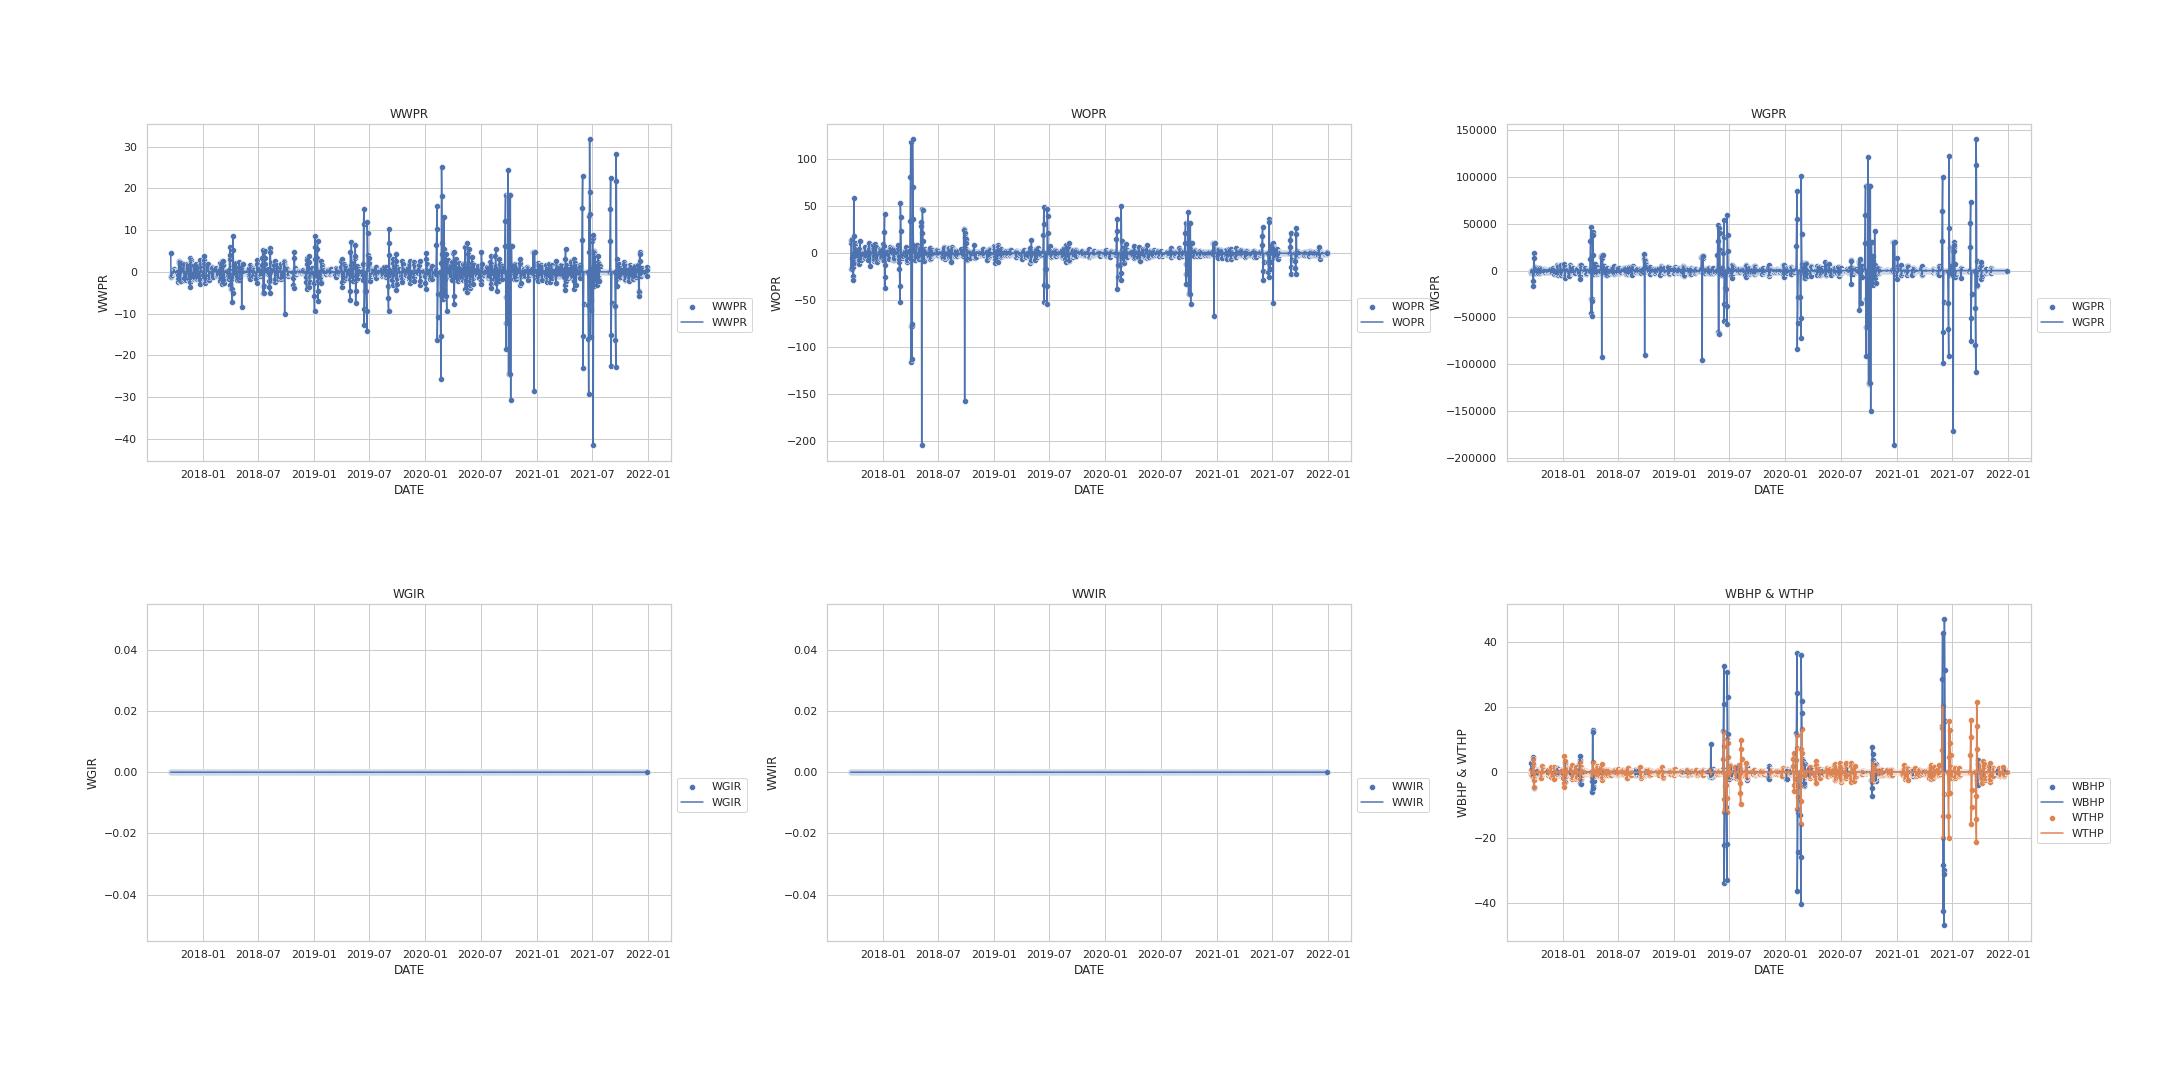 WWPR
WWPR
30
20
10
0
−10
−20
−30
−40
2018-01 2018-07 2019-01 2019-07 2020-01 2020-07 2021-01 2021-07 2022-01
DATE
WWPR
WWPR
WOPR
WOPR
100
50
0
−50
−100
−150
−200
2018-01 2018-07 2019-01 2019-07 2020-01 2020-07 2021-01 2021-07 2022-01
DATE
WOPR
WOPR
WGPR
WGPR
150000
100000
50000
0
−50000
−100000
−150000
−200000
2018-01 2018-07 2019-01 2019-07 2020-01 2020-07 2021-01 2021-07 2022-01
DATE
WGPR
WGPR
WGIR
WGIR
0.04
0.02
0.00
−0.02
−0.04
2018-01 2018-07 2019-01 2019-07 2020-01 2020-07 2021-01 2021-07 2022-01
DATE
WGIR
WGIR
WWIR
WWIR
0.04
0.02
0.00
−0.02
−0.04
2018-01 2018-07 2019-01 2019-07 2020-01 2020-07 2021-01 2021-07 2022-01
DATE
WWIR
WWIR
WBHP & WTHP
WBHP & WTHP
40
20
0
−20
−40
2018-01 2018-07 2019-01 2019-07 2020-01 2020-07 2021-01 2021-07 2022-01
DATE
WBHP
WBHP
WTHP
WTHP